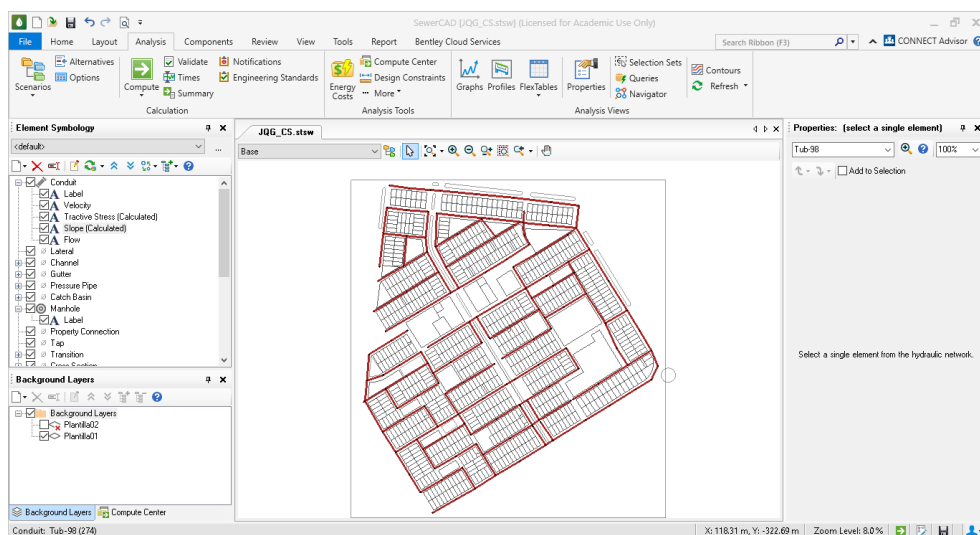 SewerCAD [JQG_CS.stsw] (Licensed for Academic Use Only)
File Home Layout Analysis Components Review View Tools Report Bentley Cloud Services Search Ribbon (F3) CONNECT Advisor
Scenarios
Alternatives
Options
Compute
Validate
Times
Summary
Notifications
Engineering Standards
Calculation
Energy Costs
Compute Center
Design Constraints
More
Analysis Tools
Graphs Profiles FlexTables Properties
Selection Sets
Queries
Navigator
Contours
Refresh
Analysis Views
Element Symbology
<default>
Conduit
Label
Velocity
Tractive Stress (Calculated)
Slope (Calculated)
Flow
Lateral
Channel
Gutter
Pressure Pipe
Catch Basin
Manhole
Label
Property Connection
Tap
Transition
Cross Section
Background Layers
Background Layers
Plantilla02
Plantilla01
Background Layers Compute Center
JQG_CS.stsw
Base
Properties: (select a single element)
Tub-98 100%
Add to Selection
Select a single element from the hydraulic network.
Conduit: Tub-98 (274) X: 118.31 m, Y: -322.69 m Zoom Level: 8.0 %